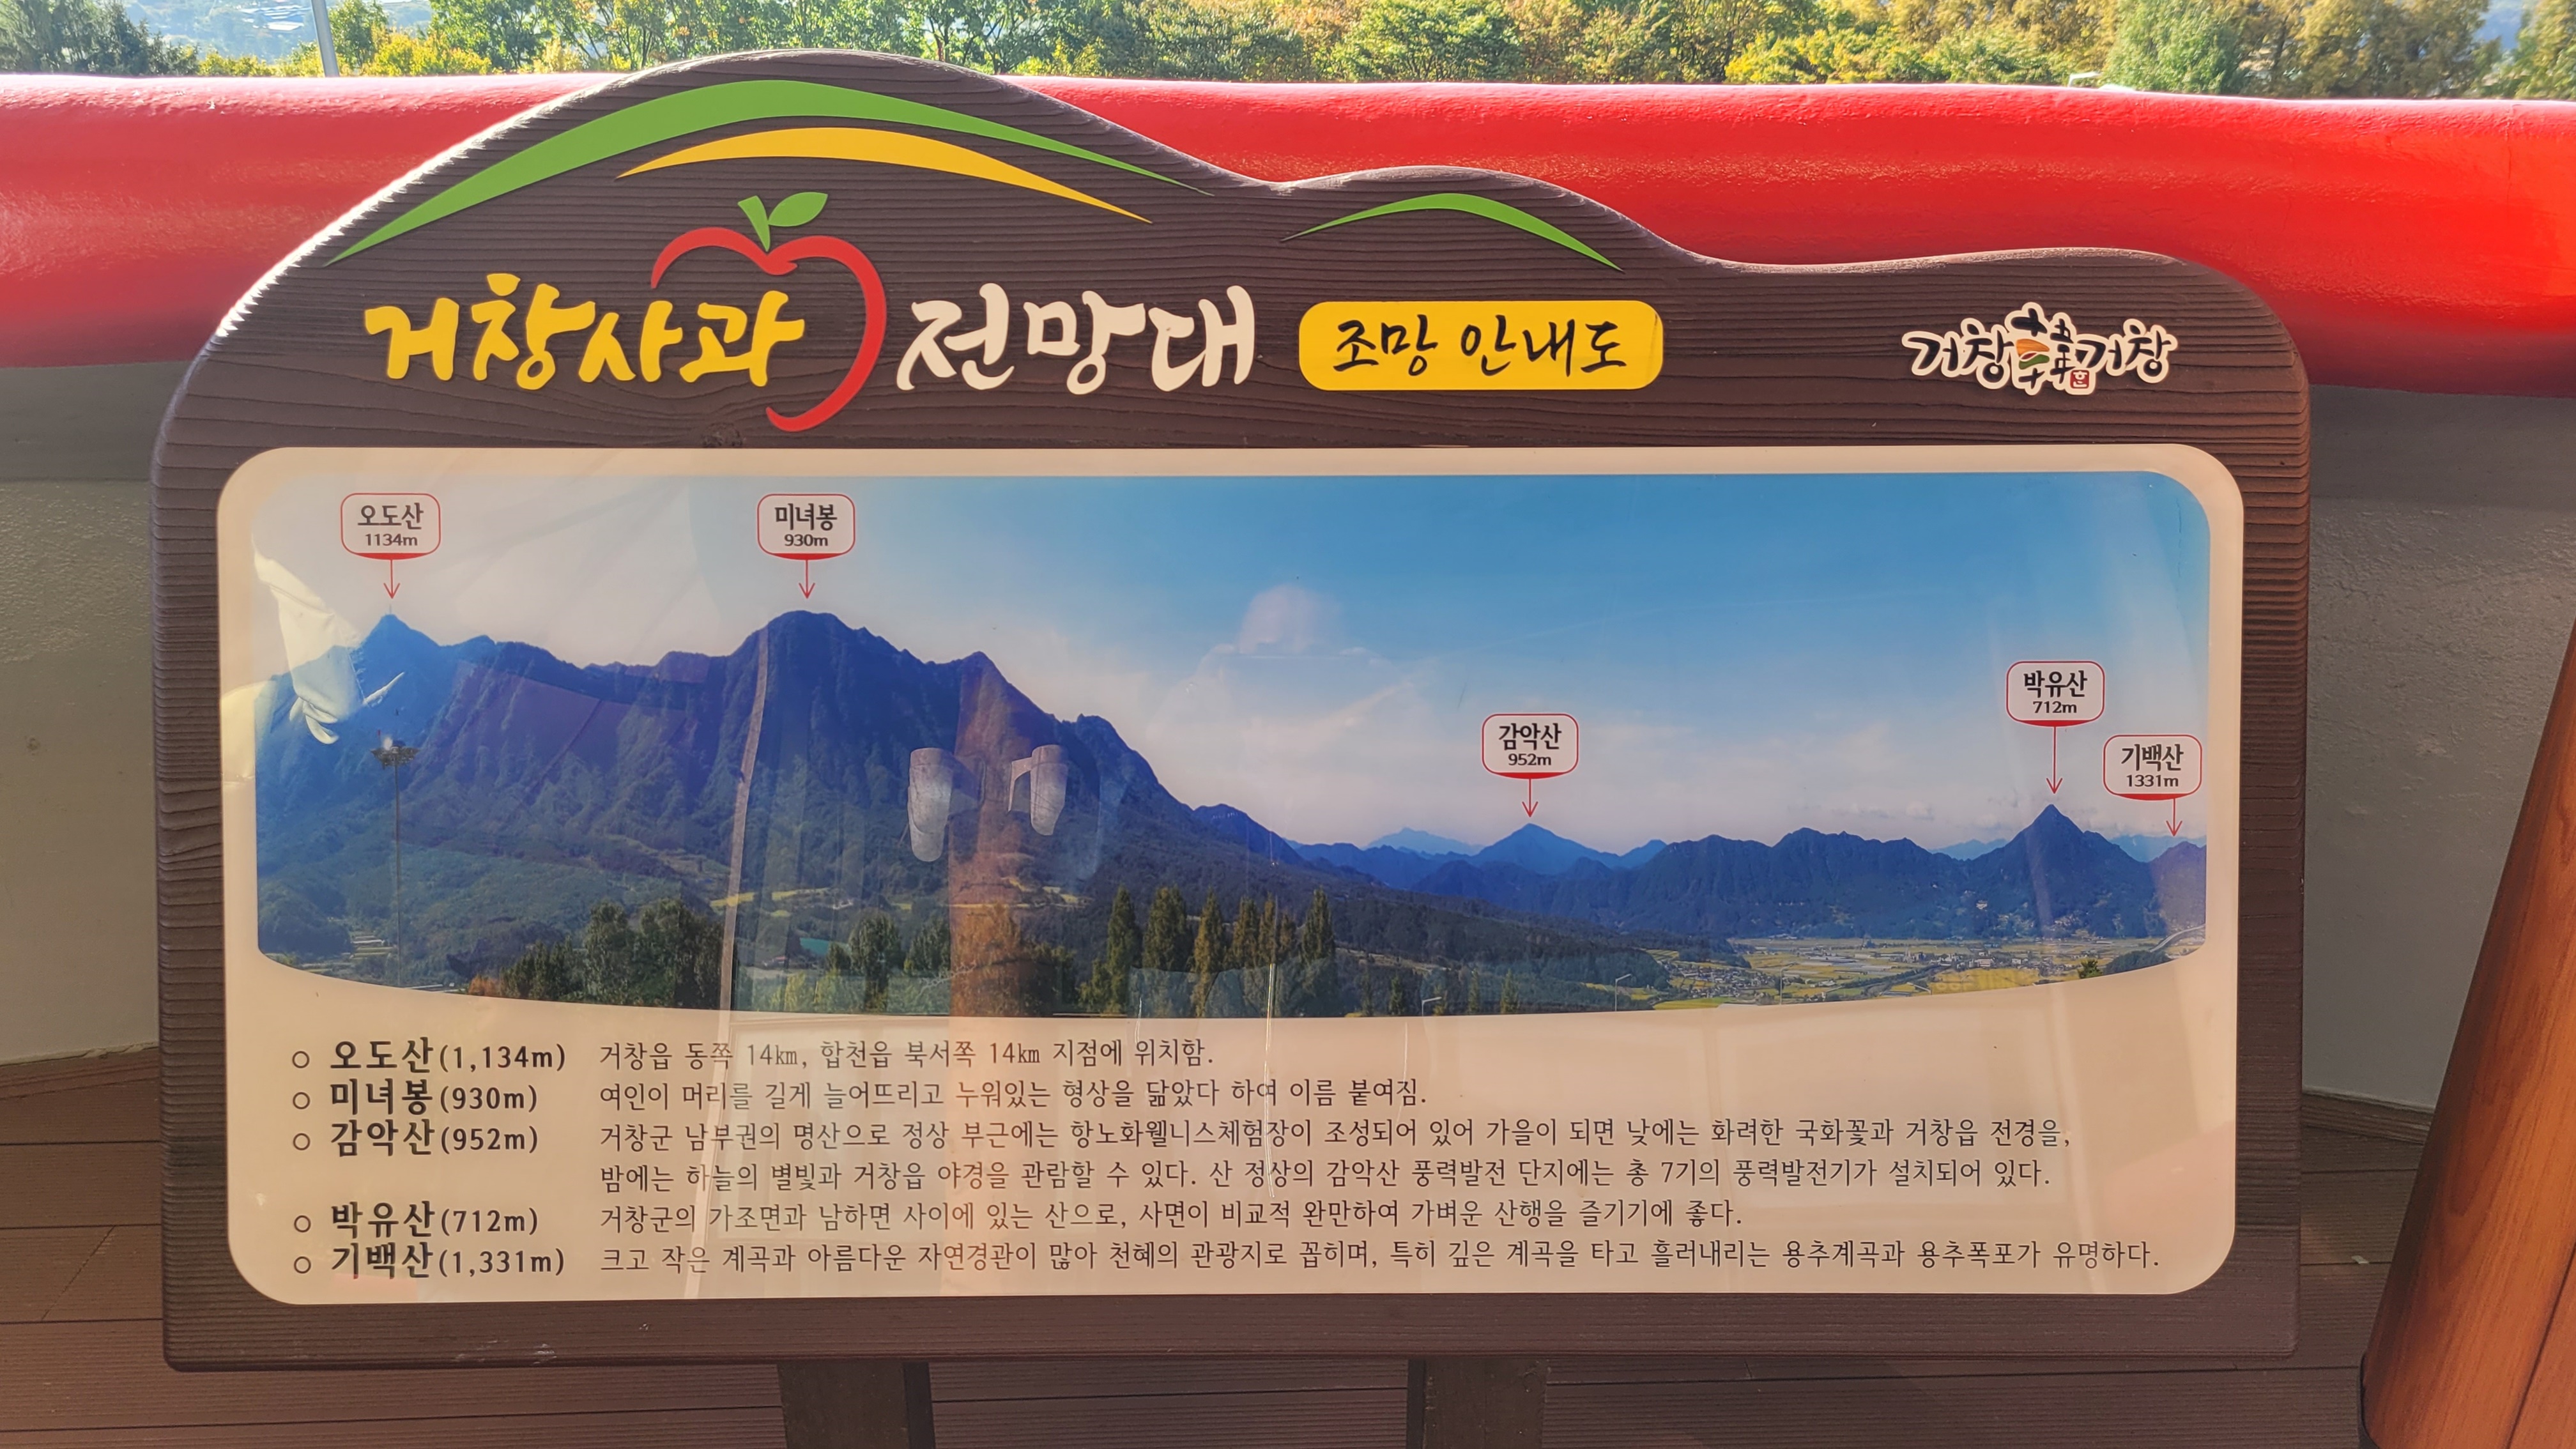 거창사과 전망대 조망 안내도
거창韓거창
한
오도산
1134m
미녀봉
930m
감악산
952m
박유산
712m
기백산
1331m
○ 오도산(1,134m) 거창읍 동쪽 14㎞, 합천읍 북서쪽 14㎞ 지점에 위치함.
○ 미녀봉(930m) 여인이 머리를 길게 늘어뜨리고 누워있는 형상을 닮았다 하여 이름 붙여짐.
○ 감악산(952m) 거창군 남부권의 명산으로 정상 부근에는 항노화웰니스체험장이 조성되어 있어 가을이 되면 낮에는 화려한 국화꽃과 거창읍 전경을,
밤에는 하늘의 별빛과 거창읍 야경을 관람할 수 있다. 산 정상의 감악산 풍력발전 단지에는 총 7기의 풍력발전기가 설치되어 있다.
○ 박유산(712m) 거창군의 가조면과 남하면 사이에 있는 산으로, 사면이 비교적 완만하여 가벼운 산행을 즐기기에 좋다.
○ 기백산(1,331m) 크고 작은 계곡과 아름다운 자연경관이 많아 천혜의 관광지로 꼽히며, 특히 깊은 계곡을 타고 흘러내리는 용추계곡과 용추폭포가 유명하다.